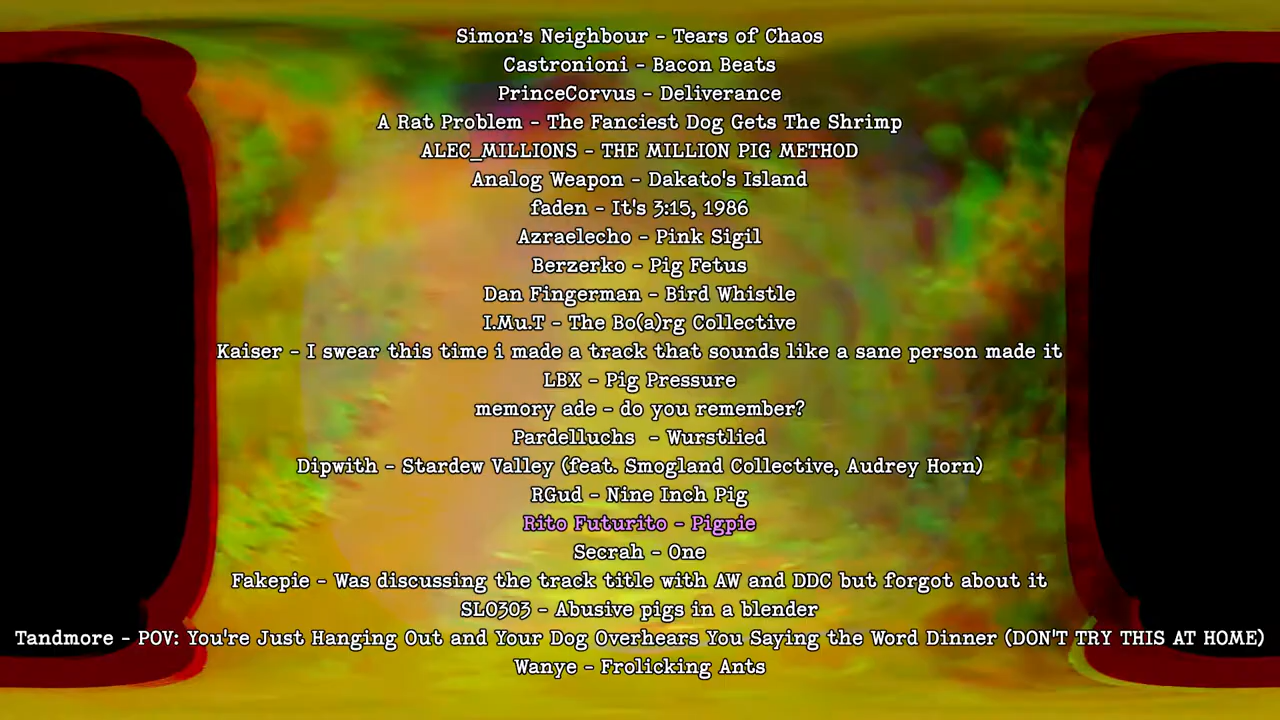 Simon's Neighbour - Tears of Chaos
Castronioni - Bacon Beats
PrinceCorvus - Deliverance
A Rat Problem - The Fanciest Dog Gets The Shrimp
ALEC_MILLIONS - THE MILLION PIG METHOD
Analog Weapon - Dakato's Island
faden - It's 3:15, 1986
Azraelecho - Pink Sigil
Berzerko - Pig Fetus
Dan Fingerman - Bird Whistle
I.Mu.T - The Bo(a)rg Collective
Kaiser - I swear this time i made a track that sounds like a sane person made it
LBX - Pig Pressure
memory ade - do you remember?
Pardelluchs - Wurstlied
Dipwith - Stardew Valley (feat. Smogland Collective, Audrey Horn)
RGud - Nine Inch Pig
Rito Futurito - Pigpie
Secrah - One
Fakepie - Was discussing the track title with AW and DDC but forgot about it
SL0303 - Abusive pigs in a blender
Tandmore - POV: You're Just Hanging Out and Your Dog Overhears You Saying the Word Dinner (DON'T TRY THIS AT HOME)
Wanye - Frolicking Ants